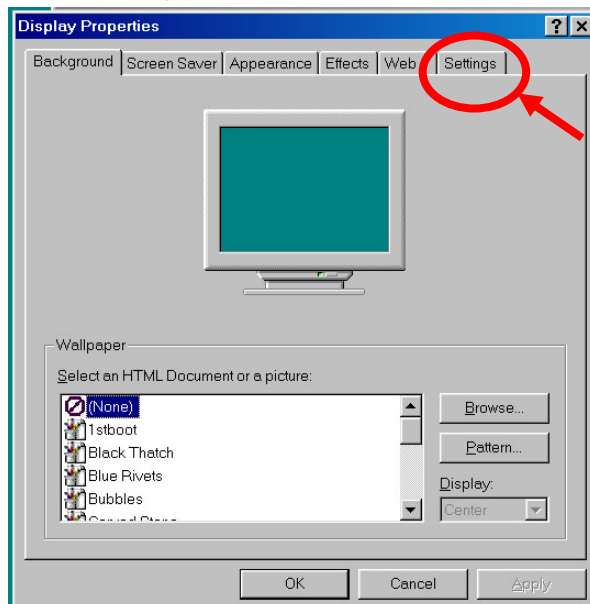 Display Properties
Background Screen Saver Appearance Effects Web Settings
Wallpaper
Select an HTML Document or a picture:
(None)
1stboot
Black Thatch
Blue Rivets
Bubbles
Browse...
Pattern...
Display:
Center
OK Cancel Apply